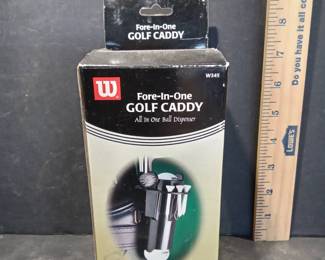 Fore-In-One
GOLF CADDY
W
W345
Fore-In-One
GOLF CADDY
All In One Ball Dispenser
Do you have it all c
LOWE'S